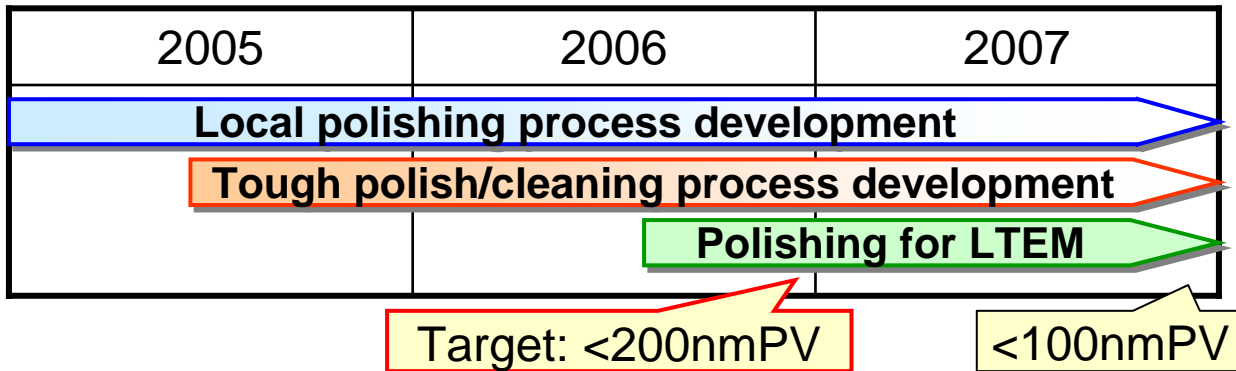 2005 2006 2007
Local polishing process development
Tough polish/cleaning process development
Polishing for LTEM
Target: <200nmPV <100nmPV